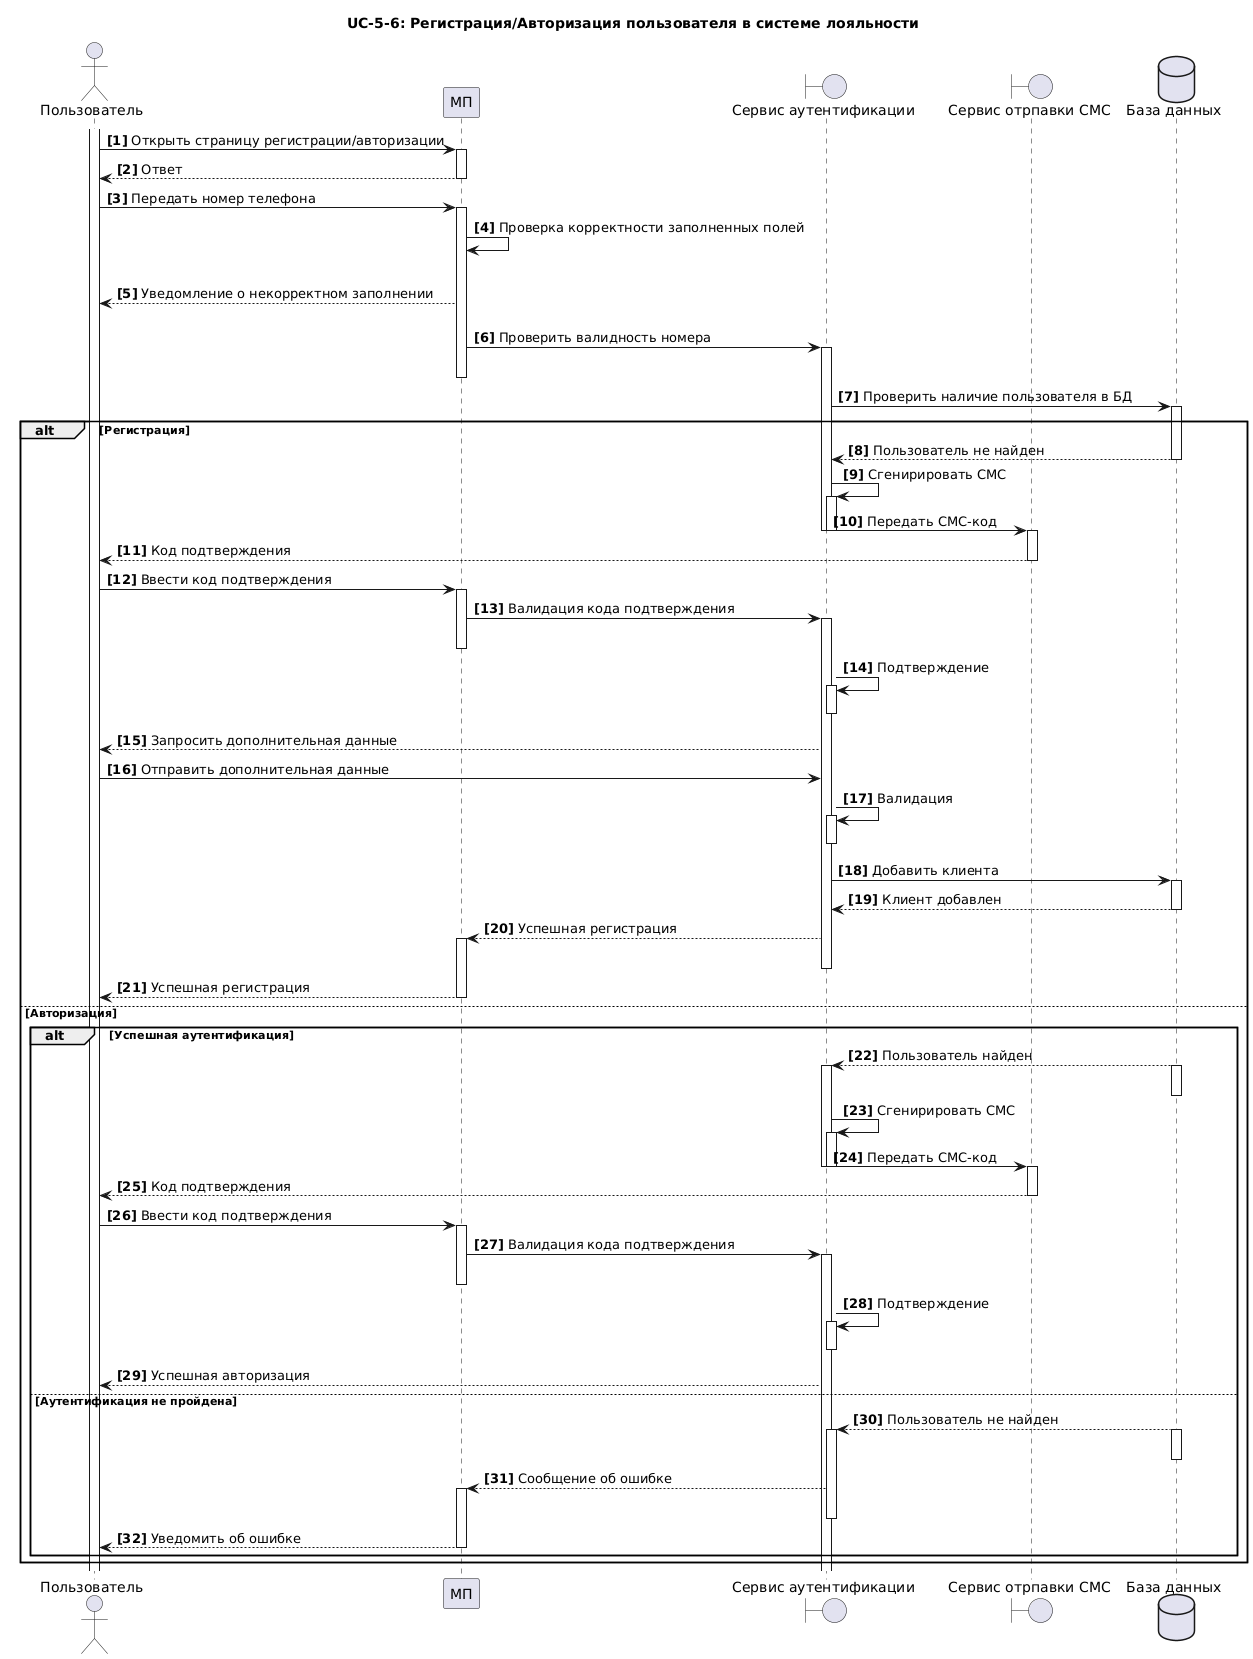 UC-5-6: Регистрация/Авторизация пользователя в системе лояльности
Пользователь
МП
Сервис аутентификации
Сервис отрпавки СМС
База данных
[1] Открыть страницу регистрации/авторизации
[2] Ответ
[3] Передать номер телефона
[4] Проверка корректности заполненных полей
[5] Уведомление о некорректном заполнении
[6] Проверить валидность номера
[7] Проверить наличие пользователя в БД
alt [Регистрация]
[8] Пользователь не найден
[9] Сгенирировать СМС
[10] Передать СМС-код
[11] Код подтверждения
[12] Ввести код подтверждения
[13] Валидация кода подтверждения
[14] Подтверждение
[15] Запросить дополнительная данные
[16] Отправить дополнительная данные
[17] Валидация
[18] Добавить клиента
[19] Клиент добавлен
[20] Успешная регистрация
[21] Успешная регистрация
[Авторизация]
alt [Успешная аутентификация]
[22] Пользователь найден
[23] Сгенирировать СМС
[24] Передать СМС-код
[25] Код подтверждения
[26] Ввести код подтверждения
[27] Валидация кода подтверждения
[28] Подтверждение
[29] Успешная авторизация
[Аутентификация не пройдена]
[30] Пользователь не найден
[31] Сообщение об ошибке
[32] Уведомить об ошибке
Пользователь
МП
Сервис аутентификации
Сервис отрпавки СМС
База данных